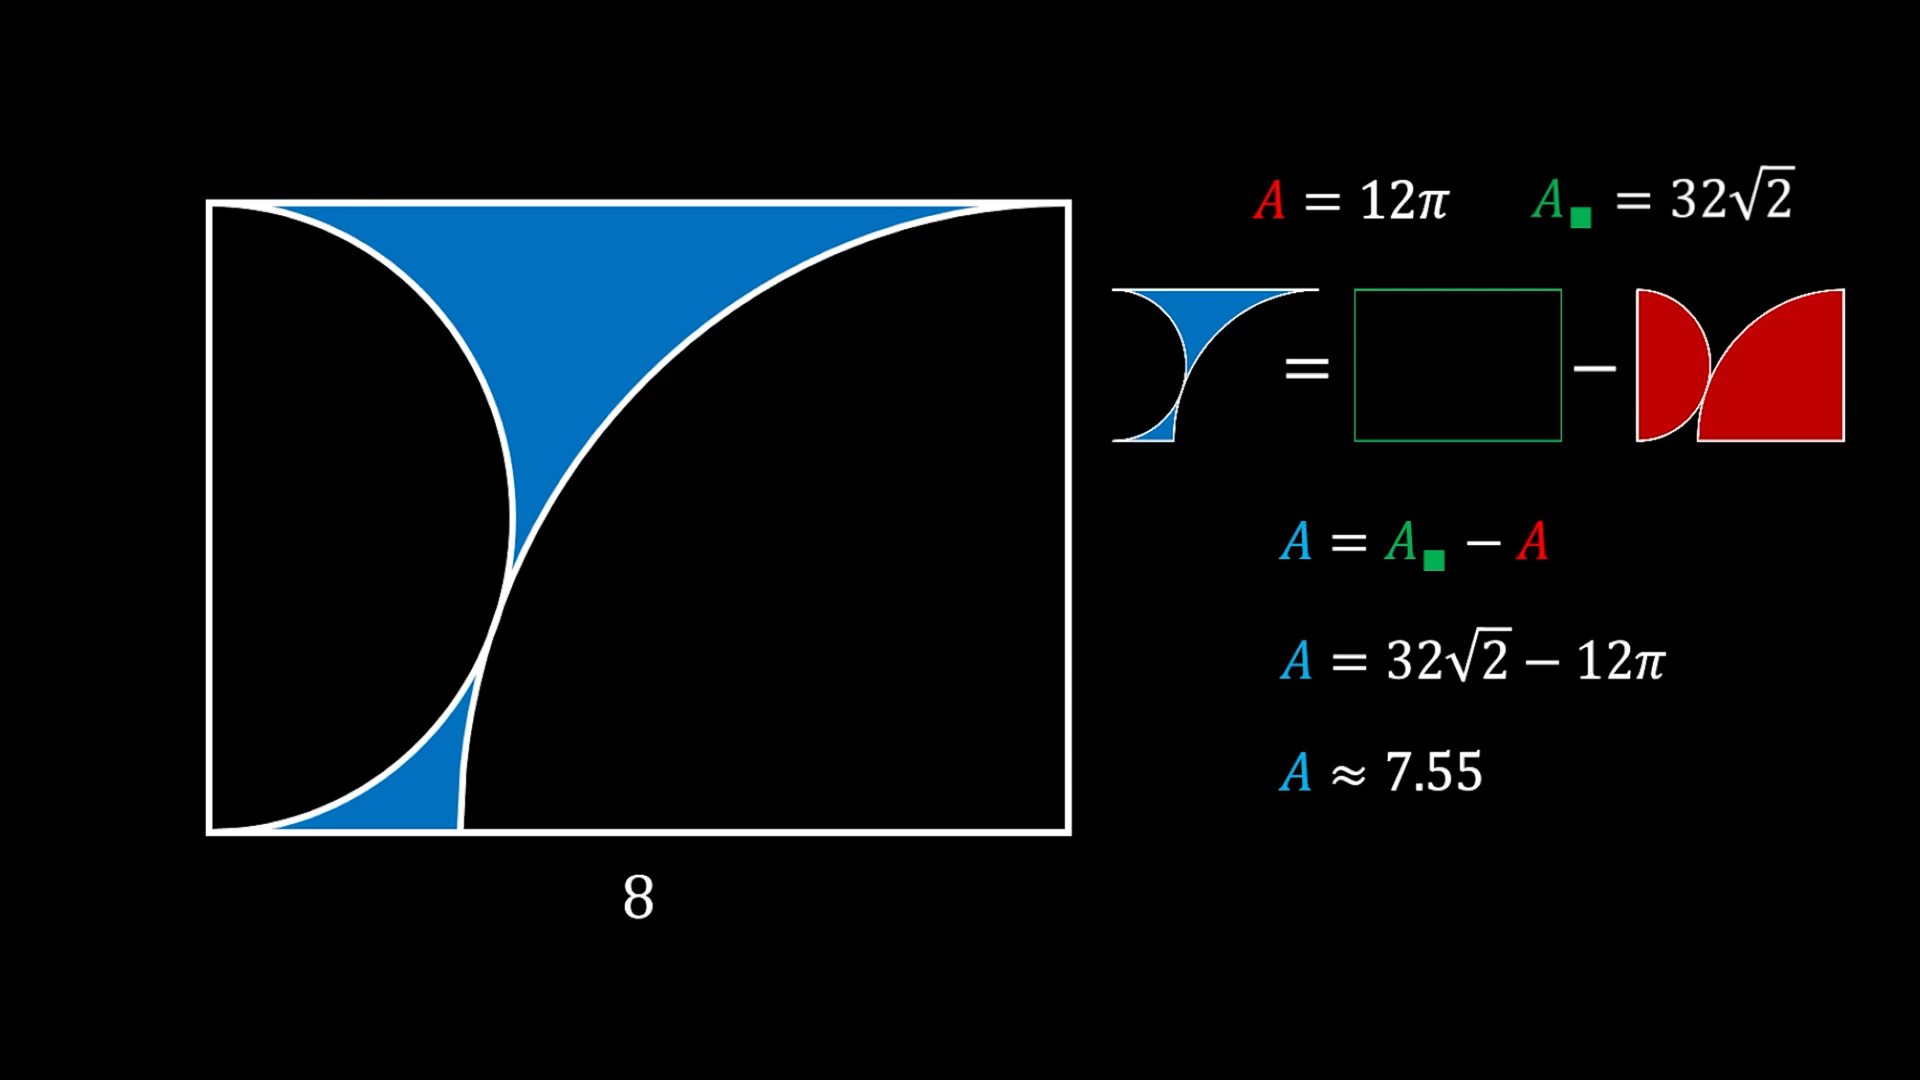 A = 12π
A■ = 32√2
= −
A = A■ − A
A = 32√2 − 12π
A ≈ 7.55
8